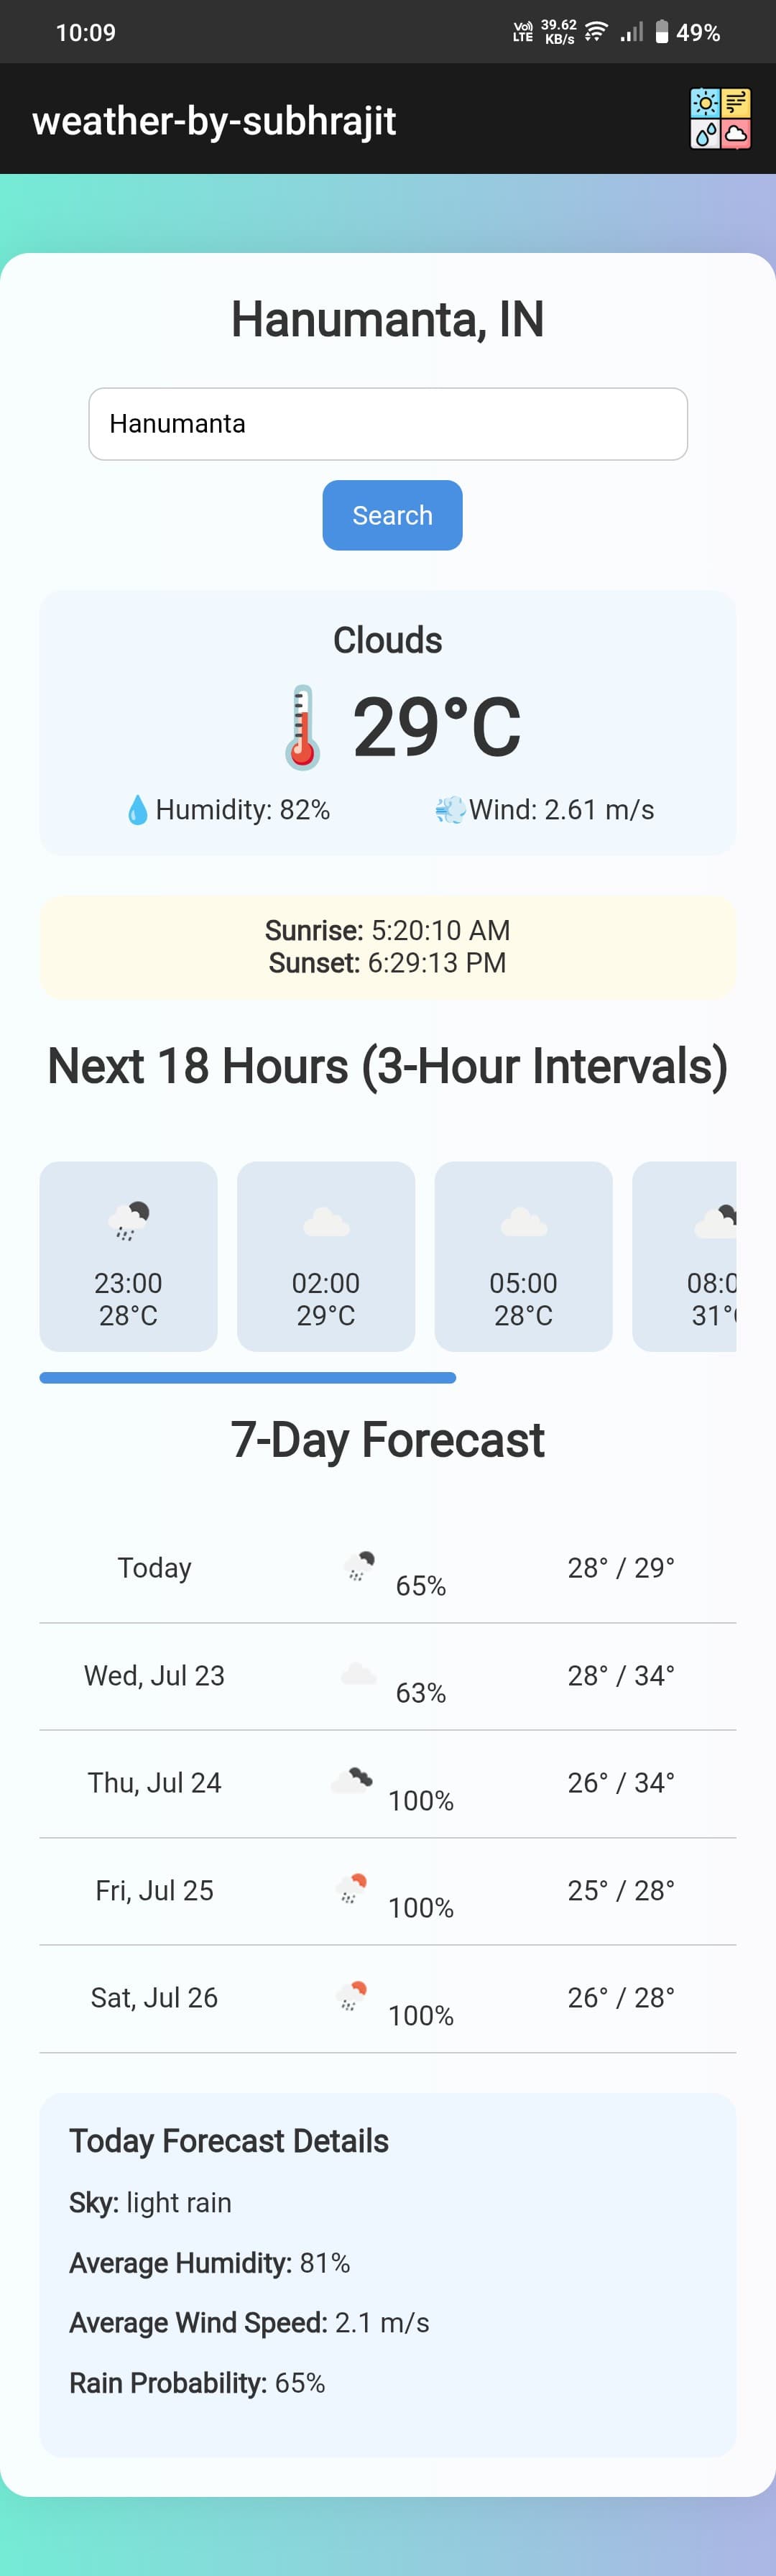 10:09
Vo) LTE 39.62 KB/s 49%
weather-by-subhrajit
Hanumanta, IN
Hanumanta
Search
Clouds
29°C
Humidity: 82% Wind: 2.61 m/s
Sunrise: 5:20:10 AM
Sunset: 6:29:13 PM
Next 18 Hours (3-Hour Intervals)
23:00 02:00 05:00 08:0
28°C 29°C 28°C 31°
7-Day Forecast
Today 65% 28° / 29°
Wed, Jul 23 63% 28° / 34°
Thu, Jul 24 100% 26° / 34°
Fri, Jul 25 100% 25° / 28°
Sat, Jul 26 100% 26° / 28°
Today Forecast Details
Sky: light rain
Average Humidity: 81%
Average Wind Speed: 2.1 m/s
Rain Probability: 65%